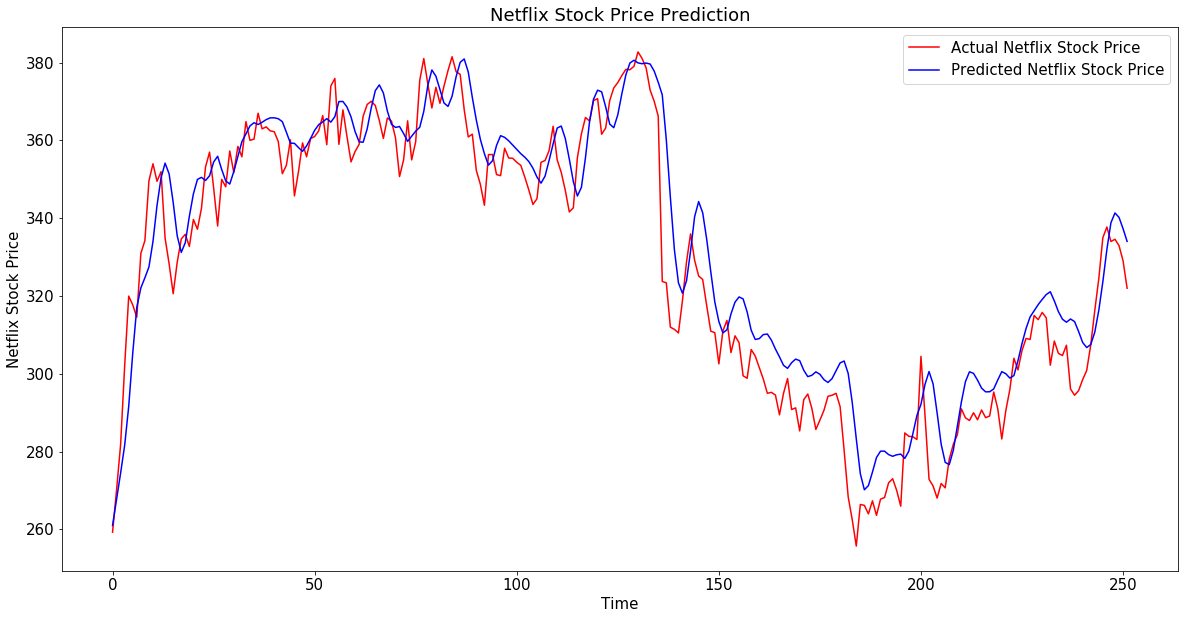 Netflix Stock Price Prediction
Actual Netflix Stock Price
Predicted Netflix Stock Price
Netflix Stock Price
380
360
340
320
300
280
260
0 50 100 150 200 250
Time